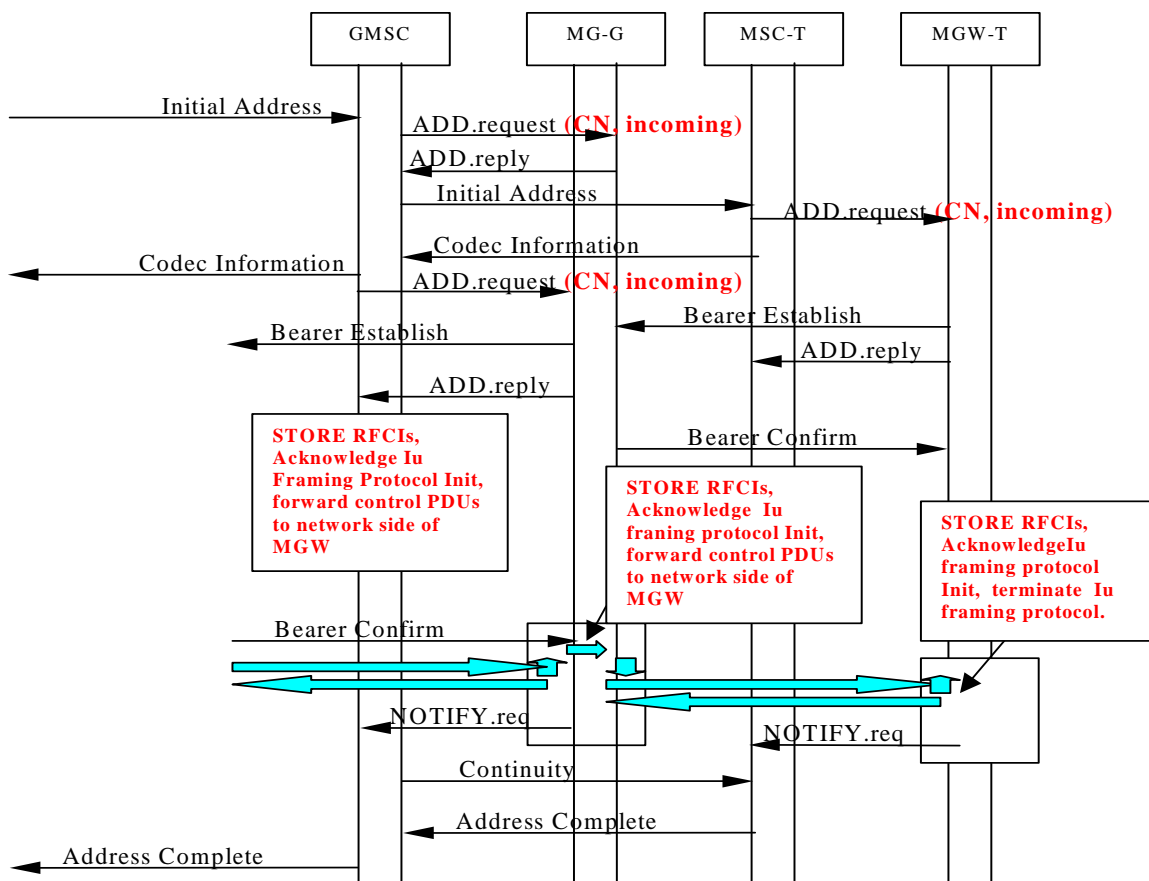 GMSC
MG-G
MSC-T
MGW-T
Initial Address
ADD.request (CN, incoming)
ADD.reply
Initial Address
ADD.request (CN, incoming)
Codec Information
Codec Information
ADD.request (CN, incoming)
Bearer Establish
Bearer Establish
ADD.reply
ADD.reply
STORE RFCIs,
Acknowledge Iu
Framing Protocol Init,
forward control PDUs
to network side of
MGW
Bearer Confirm
STORE RFCIs,
Acknowledge Iu
franing protocol Init,
forward control PDUs
to network side of
MGW
STORE RFCIs,
AcknowledgeIu
framing protocol
Init, terminate Iu
framing protocol.
Bearer Confirm
NOTIFY.req
NOTIFY.req
Continuity
Address Complete
Address Complete